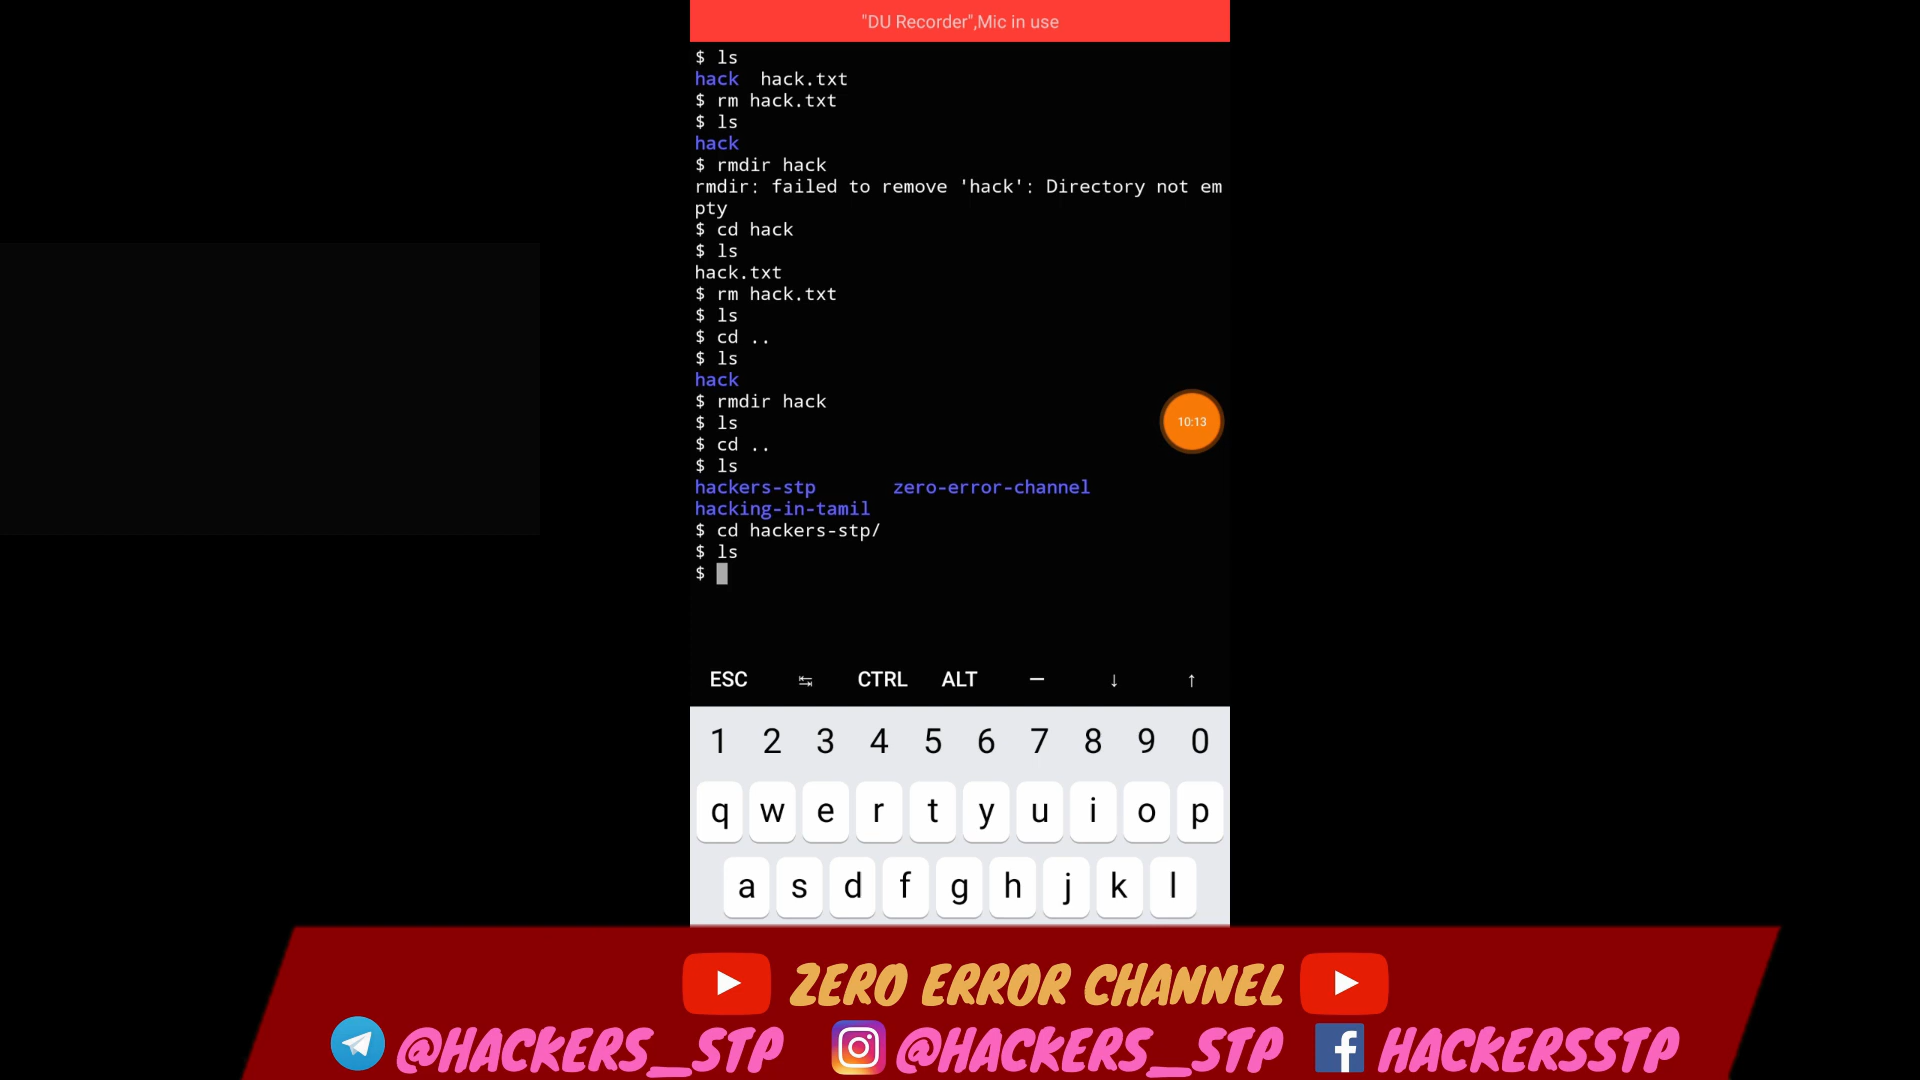 "DU Recorder",Mic in use
$ ls
hack  hack.txt
$ rm hack.txt
$ ls
hack
$ rmdir hack
rmdir: failed to remove 'hack': Directory not em
pty
$ cd hack
$ ls
hack.txt
$ rm hack.txt
$ ls
$ cd ..
$ ls
hack
$ rmdir hack
$ ls
$ cd ..
$ ls
hackers-stp       zero-error-channel
hacking-in-tamil
$ cd hackers-stp/
$ ls
$
10:13
ESC ↹ CTRL ALT — ↓ ↑
1 2 3 4 5 6 7 8 9 0
q w e r t y u i o p
a s d f g h j k l
ZERO ERROR CHANNEL
@HACKERS__STP @HACKERS__STP HACKERSSTP